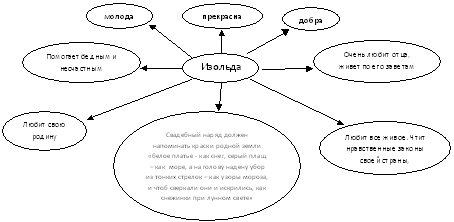 молода
прекрасна
добра
Помогает бедным и
несчастным
Изольда
Очень любит отца,
живет по его заветам
Любит свою
родину
Свадебный наряд должен
напоминать краски родной земли
«белое платье - как снег, серый плащ
– как море, а на голову надену убор
из тонких стрелок – как узоры мороза,
и чтоб сверкали они и искрились, как
снежинки при лунном свете»
Любит все живое. Чтит
нравственные законы
своей страны,